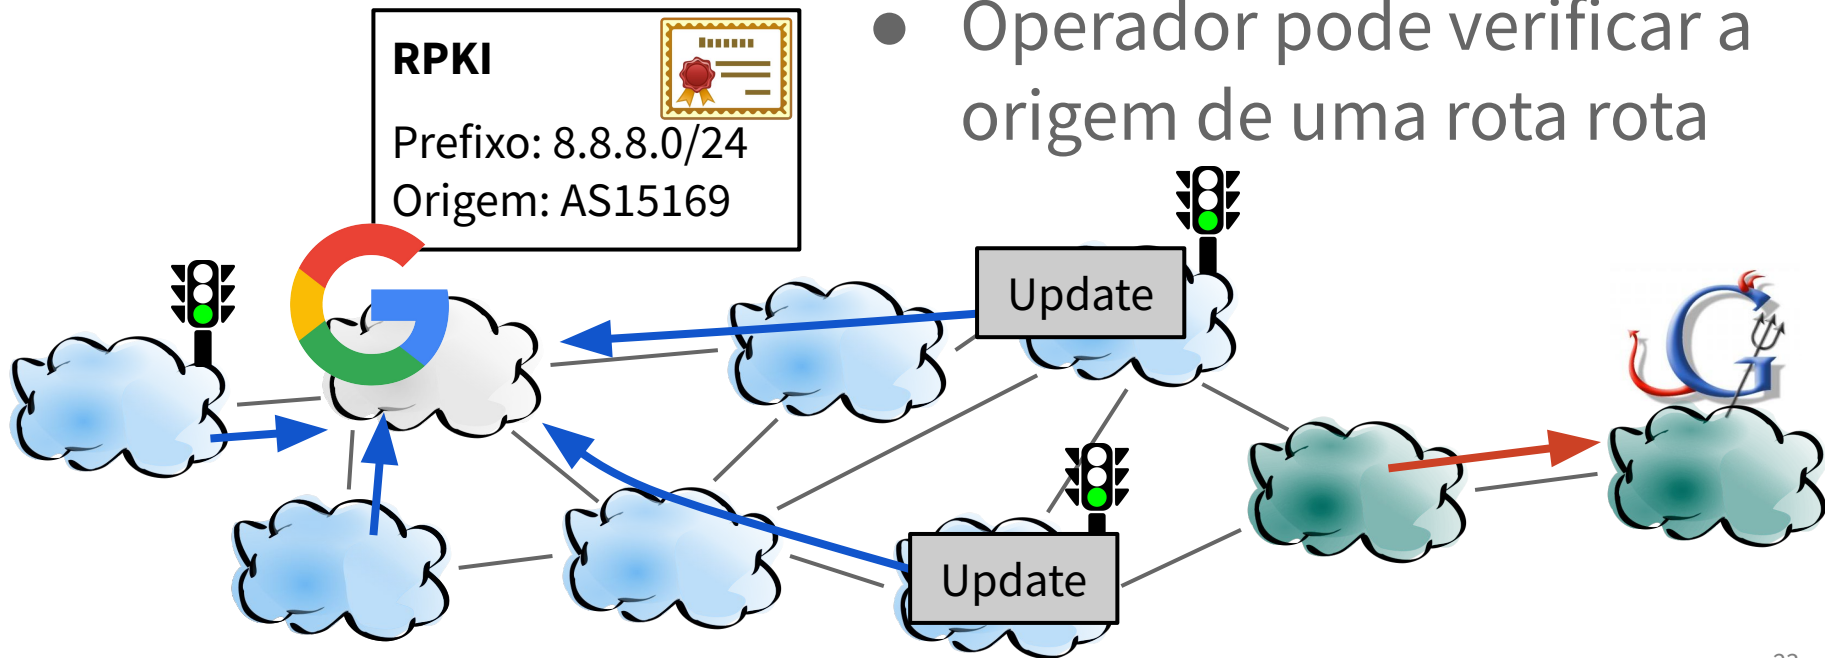 RPKI
Prefixo: 8.8.8.0/24
Origem: AS15169
● Operador pode verificar a
origem de uma rota rota
Update
Update